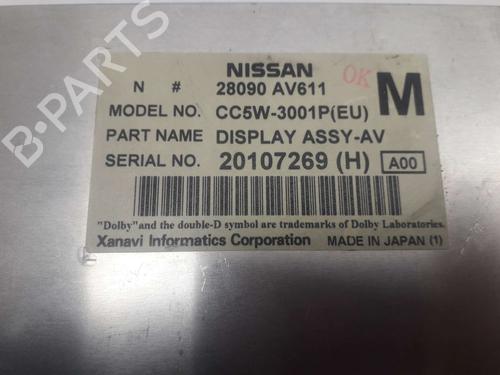 B-PARTS
NISSAN
OK
M
N # 28090 AV611
MODEL NO. CC5W-3001P(EU)
PART NAME DISPLAY ASSY-AV
SERIAL NO. 20107269 (H) A00
"Dolby"and the double-D symbol are trademarks of Dolby Laboratories.
Xanavi Informatics Corporation MADE IN JAPAN (1)